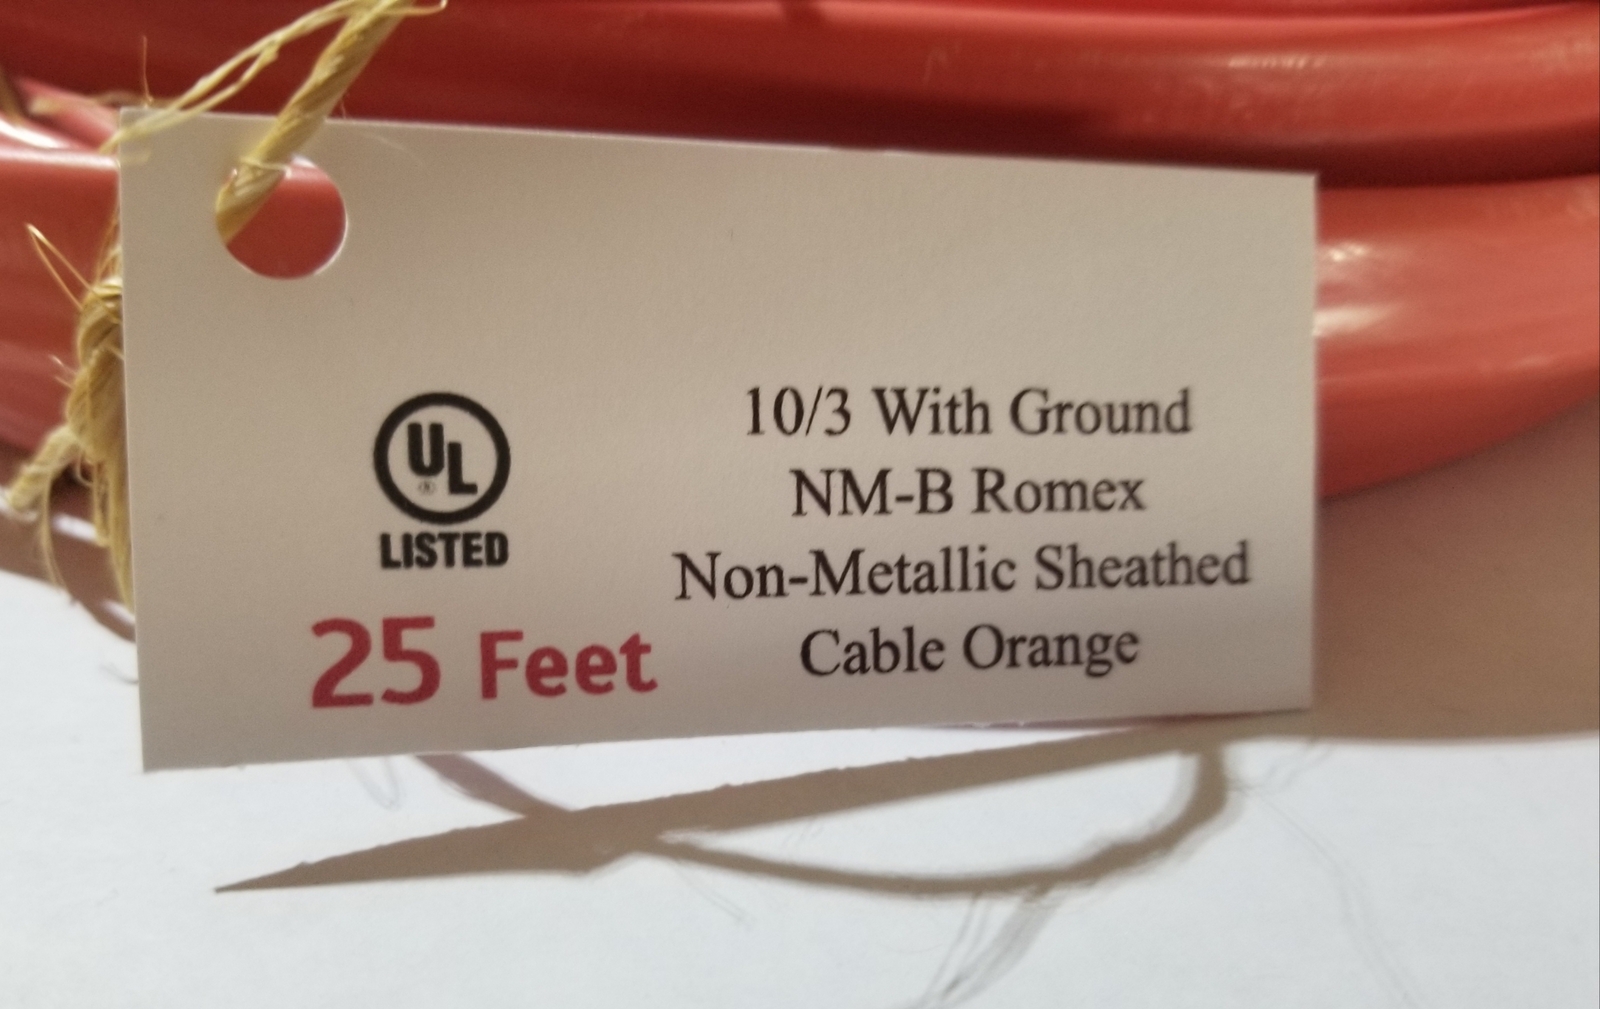 UL
®
LISTED
25 Feet
10/3 With Ground
NM-B Romex
Non-Metallic Sheathed
Cable Orange